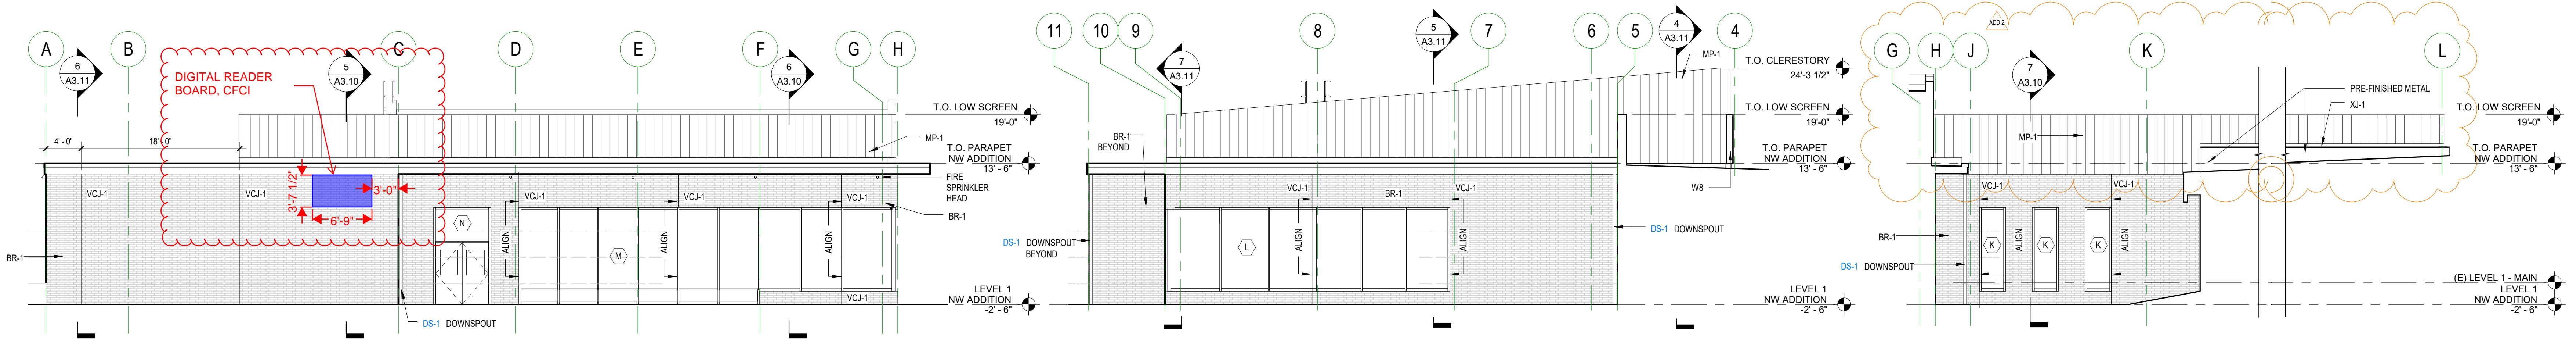 A
B
C
D
E
F
G
H
6
A3.11
5
A3.10
6
A3.10
DIGITAL READER
BOARD, CFCI
4' - 0"
18' - 0"
3'-7 1/2"
3'-0"
6'-9"
VCJ-1
VCJ-1
VCJ-1
VCJ-1
VCJ-1
VCJ-1
ALIGN
ALIGN
ALIGN
N
M
BR-1
DS-1 DOWNSPOUT
T.O. LOW SCREEN
19'-0"
MP-1
T.O. PARAPET
NW ADDITION
13' - 6"
FIRE
SPRINKLER
HEAD
BR-1
LEVEL 1
NW ADDITION
-2' - 6"
11
10
9
8
7
6
5
4
7
A3.11
5
A3.11
4
A3.11
MP-1
T.O. CLERESTORY
24'-3 1/2"
T.O. LOW SCREEN
19'-0"
T.O. PARAPET
NW ADDITION
13' - 6"
W8
BR-1
BEYOND
VCJ-1
BR-1
VCJ-1
ALIGN
ALIGN
L
DS-1 DOWNSPOUT
BEYOND
DS-1 DOWNSPOUT
LEVEL 1
NW ADDITION
-2' - 6"
ADD 2
G
H
J
K
L
7
A3.10
MP-1
PRE-FINISHED METAL
XJ-1
T.O. LOW SCREEN
19'-0"
T.O. PARAPET
NW ADDITION
13' - 6"
VCJ-1
VCJ-1
BR-1
K
K
K
ALIGN
ALIGN
DS-1 DOWNSPOUT
(E) LEVEL 1 - MAIN
LEVEL 1
NW ADDITION
-2' - 6"